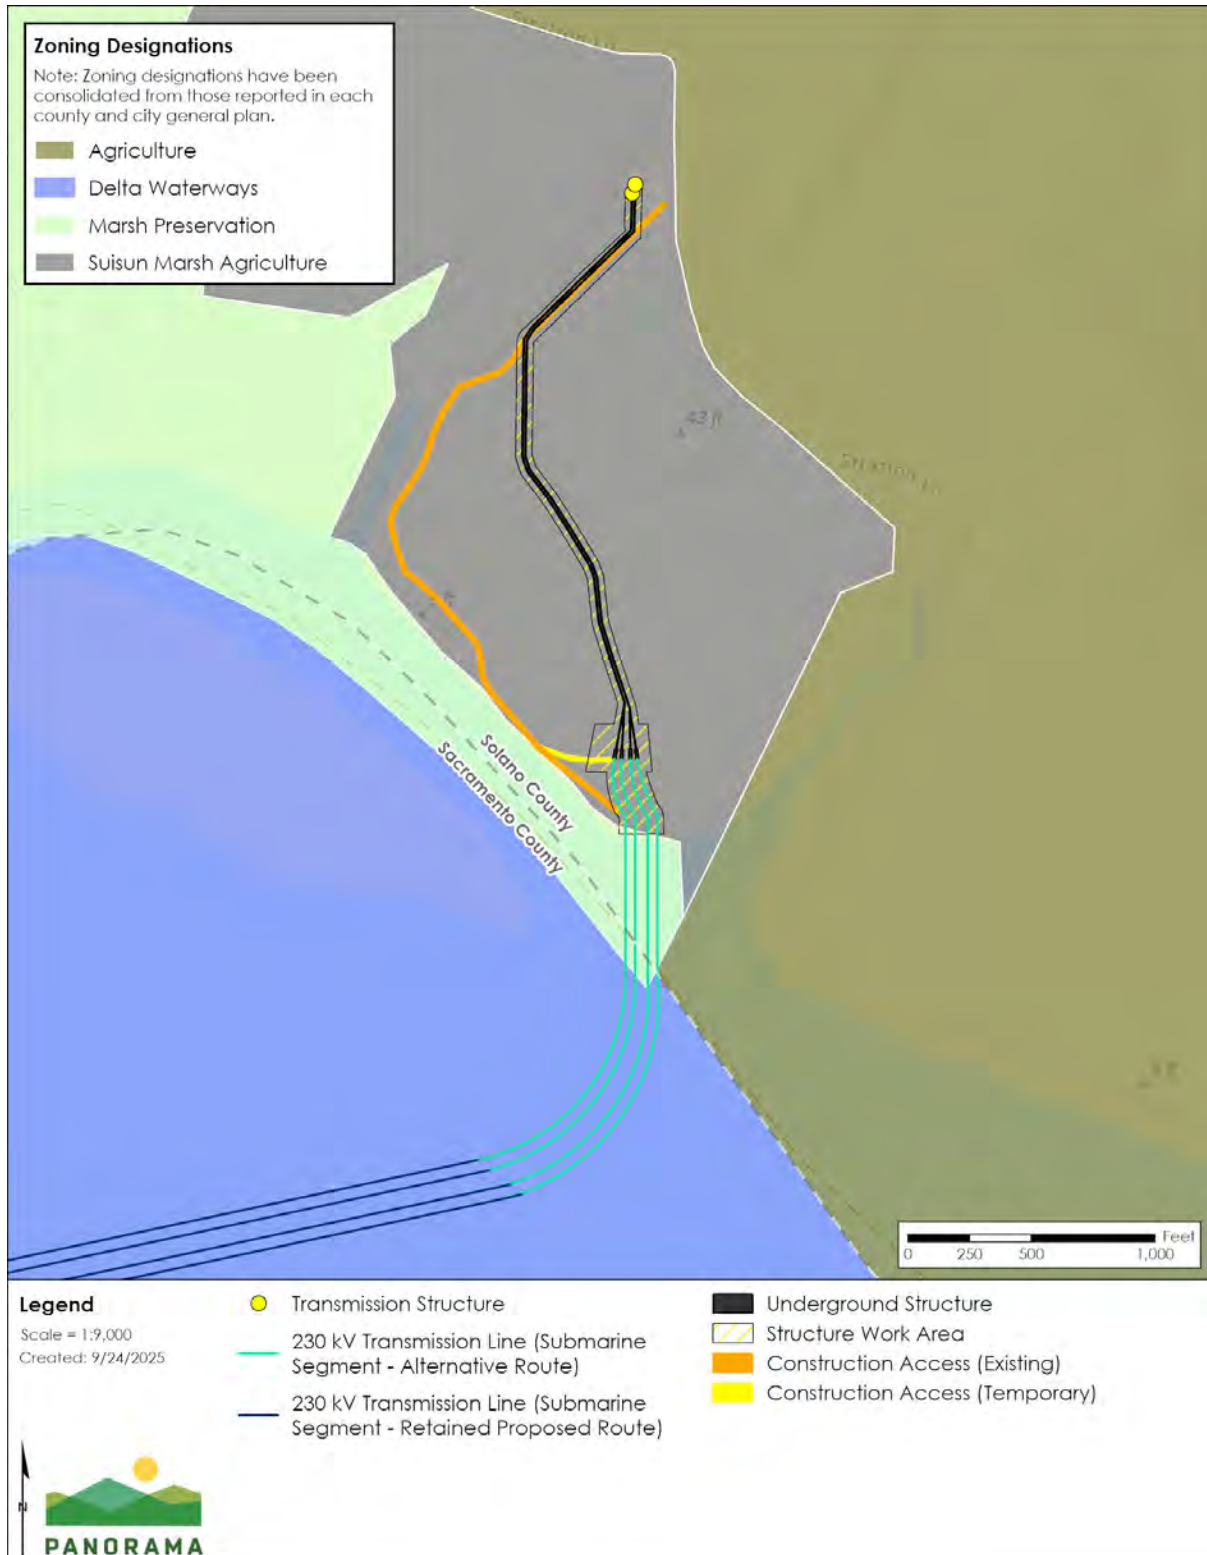 Zoning Designations
Note: Zoning designations have been
consolidated from those reported in each
county and city general plan.
Agriculture
Delta Waterways
Marsh Preservation
Suisun Marsh Agriculture
43 ft
Stratton Ln
Solano County
Sacramento County
Feet
0 250 500 1,000
Legend
Scale = 1:9,000
Created: 9/24/2025
Transmission Structure
230 kV Transmission Line (Submarine
Segment - Alternative Route)
230 kV Transmission Line (Submarine
Segment - Retained Proposed Route)
Underground Structure
Structure Work Area
Construction Access (Existing)
Construction Access (Temporary)
N
PANORAMA